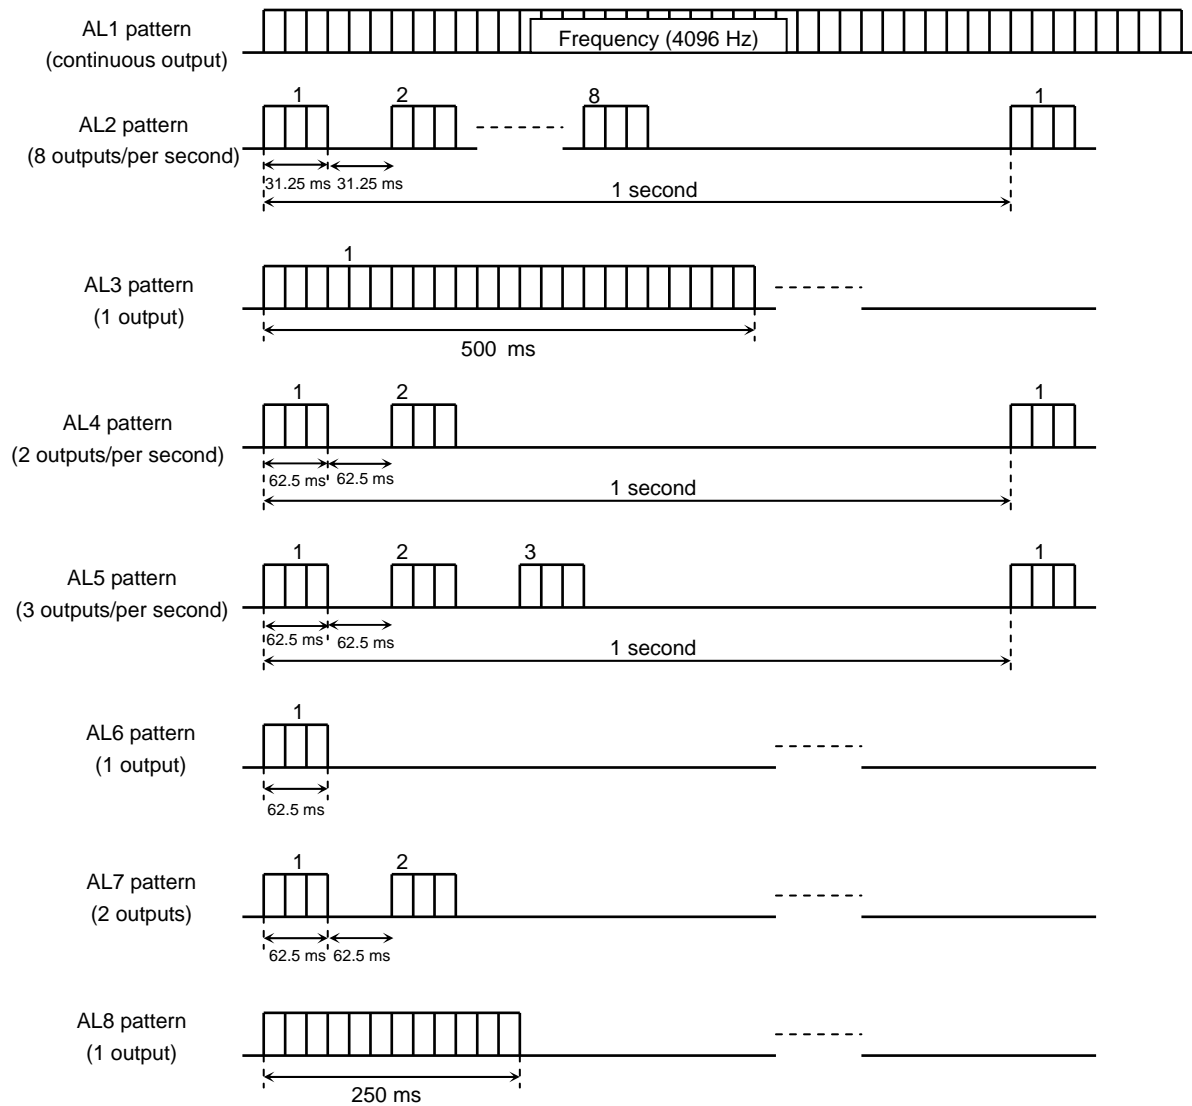 AL1 pattern
(continuous output)
Frequency (4096 Hz)
1 2 8 1
AL2 pattern
(8 outputs/per second)
31.25 ms 31.25 ms
1 second
1
AL3 pattern
(1 output)
500 ms
1 2 1
AL4 pattern
(2 outputs/per second)
62.5 ms 62.5 ms
1 second
1 2 3 1
AL5 pattern
(3 outputs/per second)
62.5 ms 62.5 ms
1 second
1
AL6 pattern
(1 output)
62.5 ms
1 2
AL7 pattern
(2 outputs)
62.5 ms 62.5 ms
AL8 pattern
(1 output)
250 ms